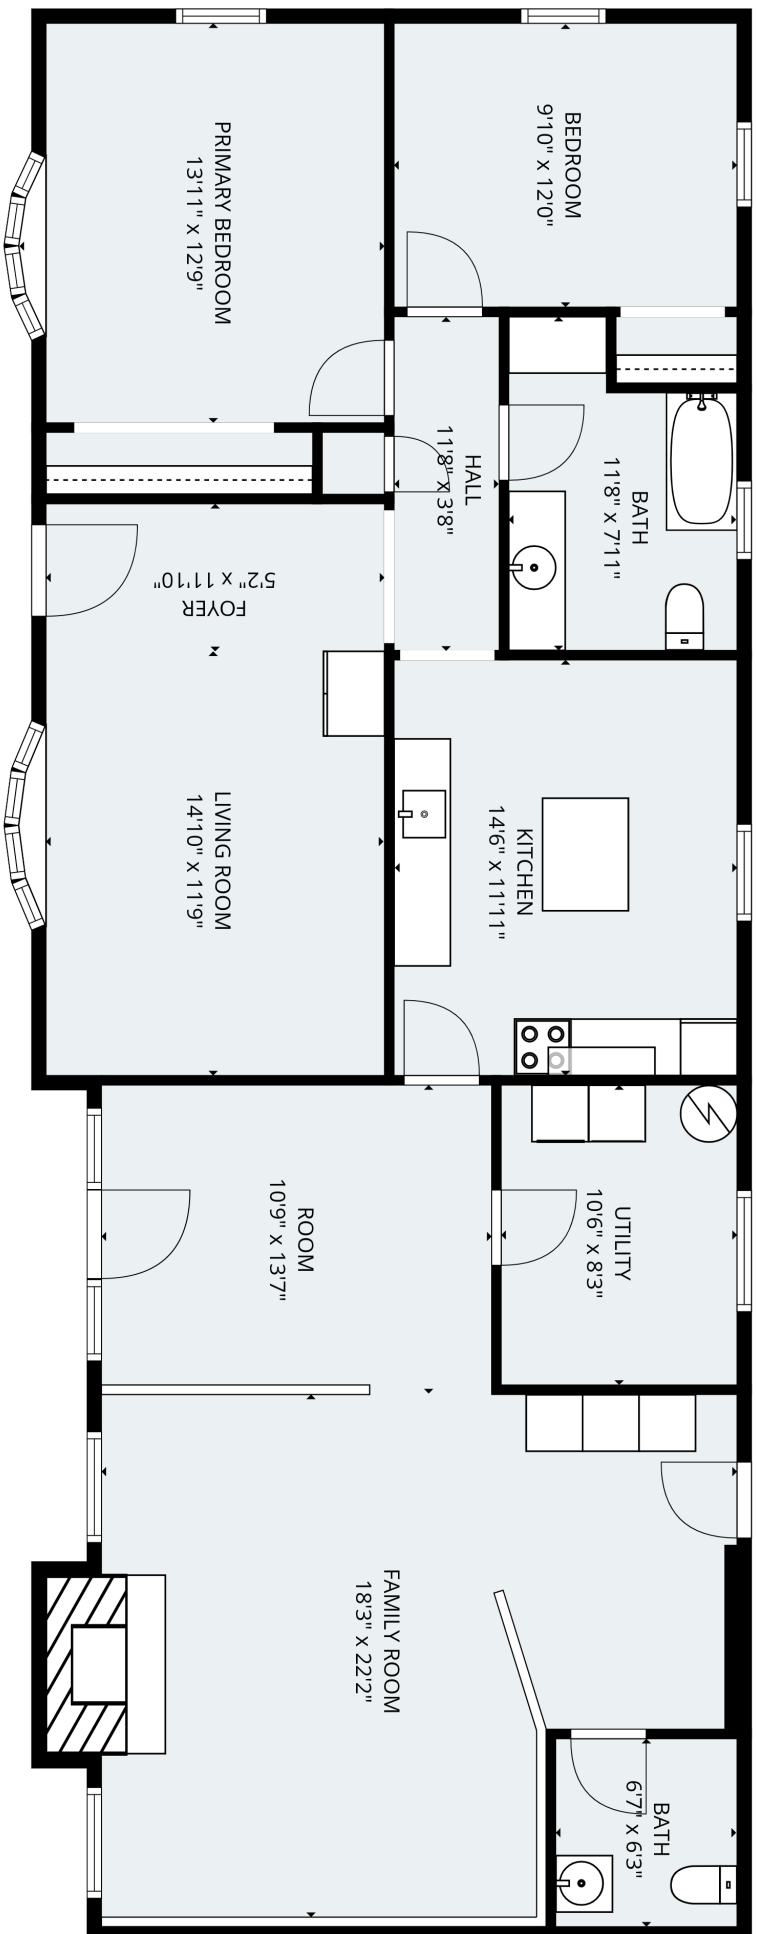 PRIMARY BEDROOM
13'11" x 12'9"
BEDROOM
9'10" x 12'0"
HALL
11'8" x 3'8"
BATH
11'8" x 7'11"
FOYER
5'2" x 11'10"
LIVING ROOM
14'10" x 11'9"
KITCHEN
14'6" x 11'11"
ROOM
10'9" x 13'7"
UTILITY
10'6" x 8'3"
FAMILY ROOM
18'3" x 22'2"
BATH
6'7" x 6'3"